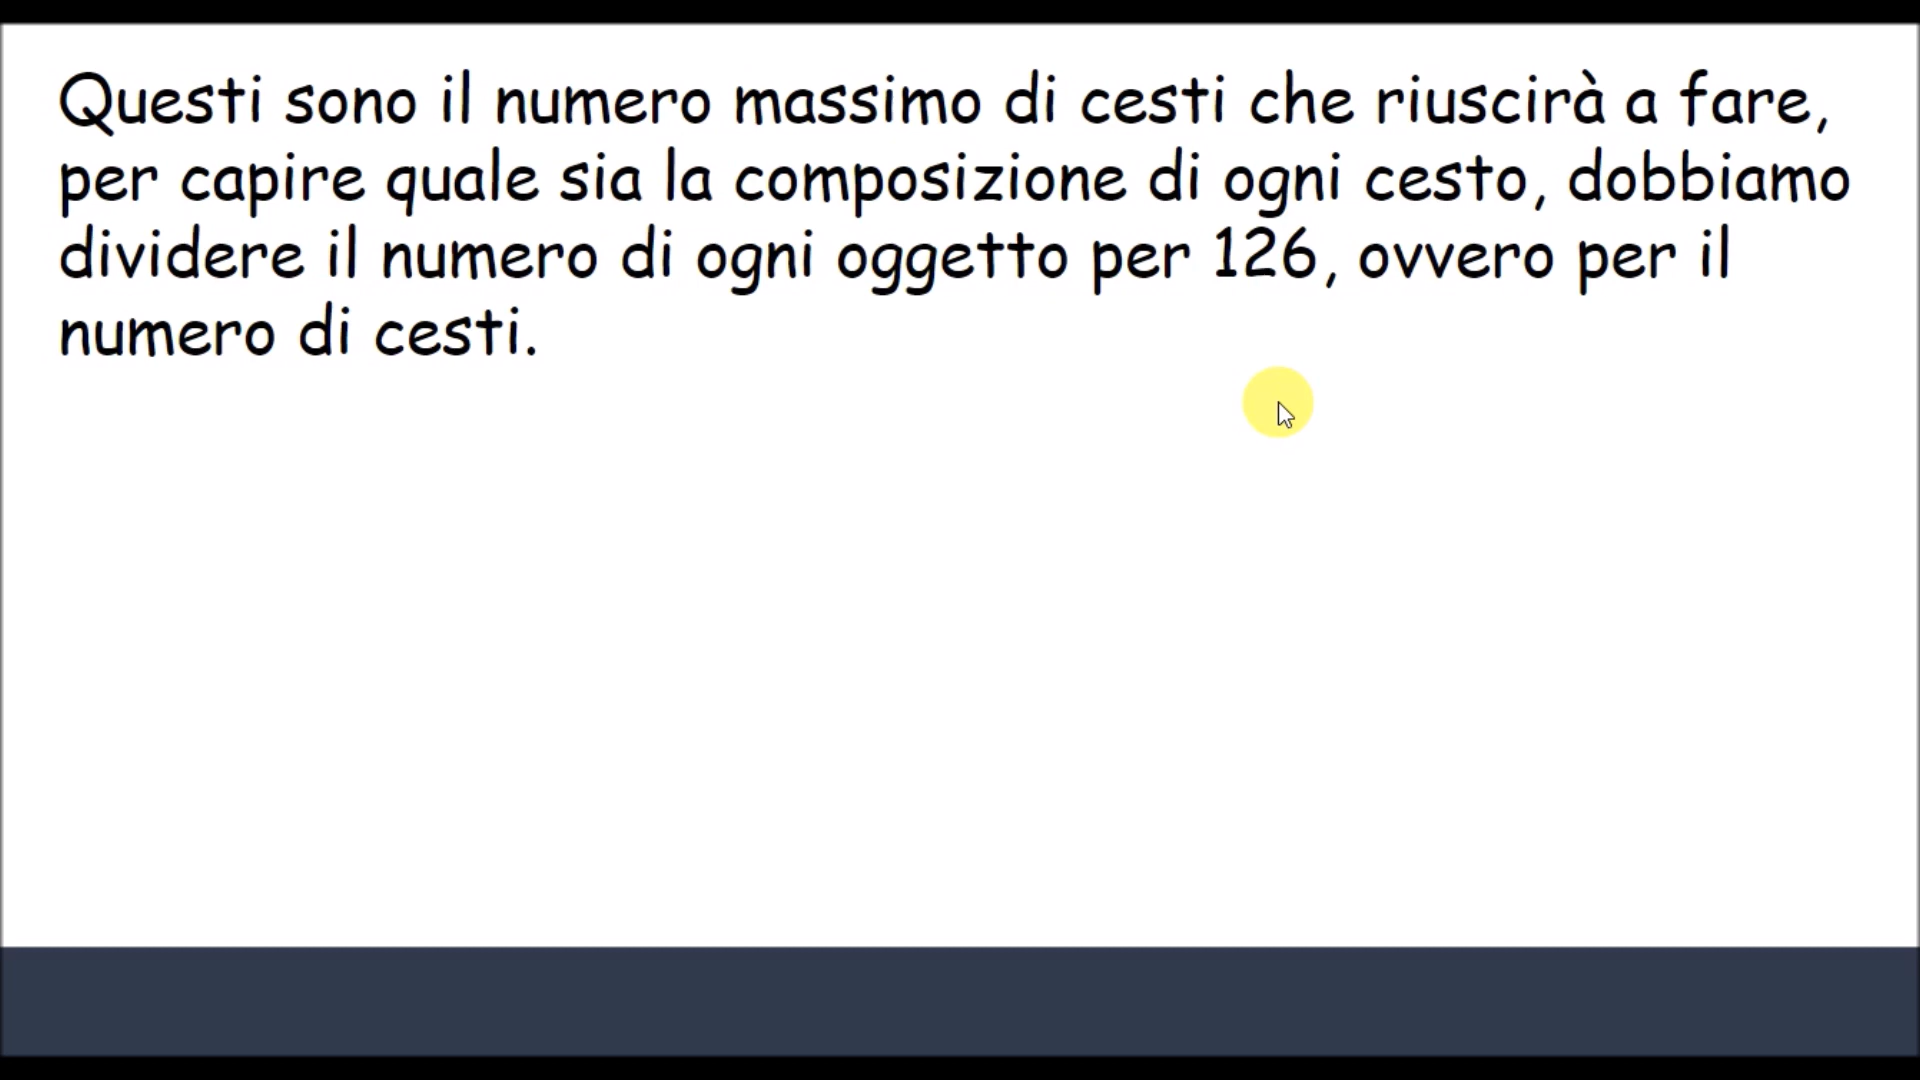 Questi sono il numero massimo di cesti che riuscirà a fare,
per capire quale sia la composizione di ogni cesto, dobbiamo
dividere il numero di ogni oggetto per 126, ovvero per il
numero di cesti.